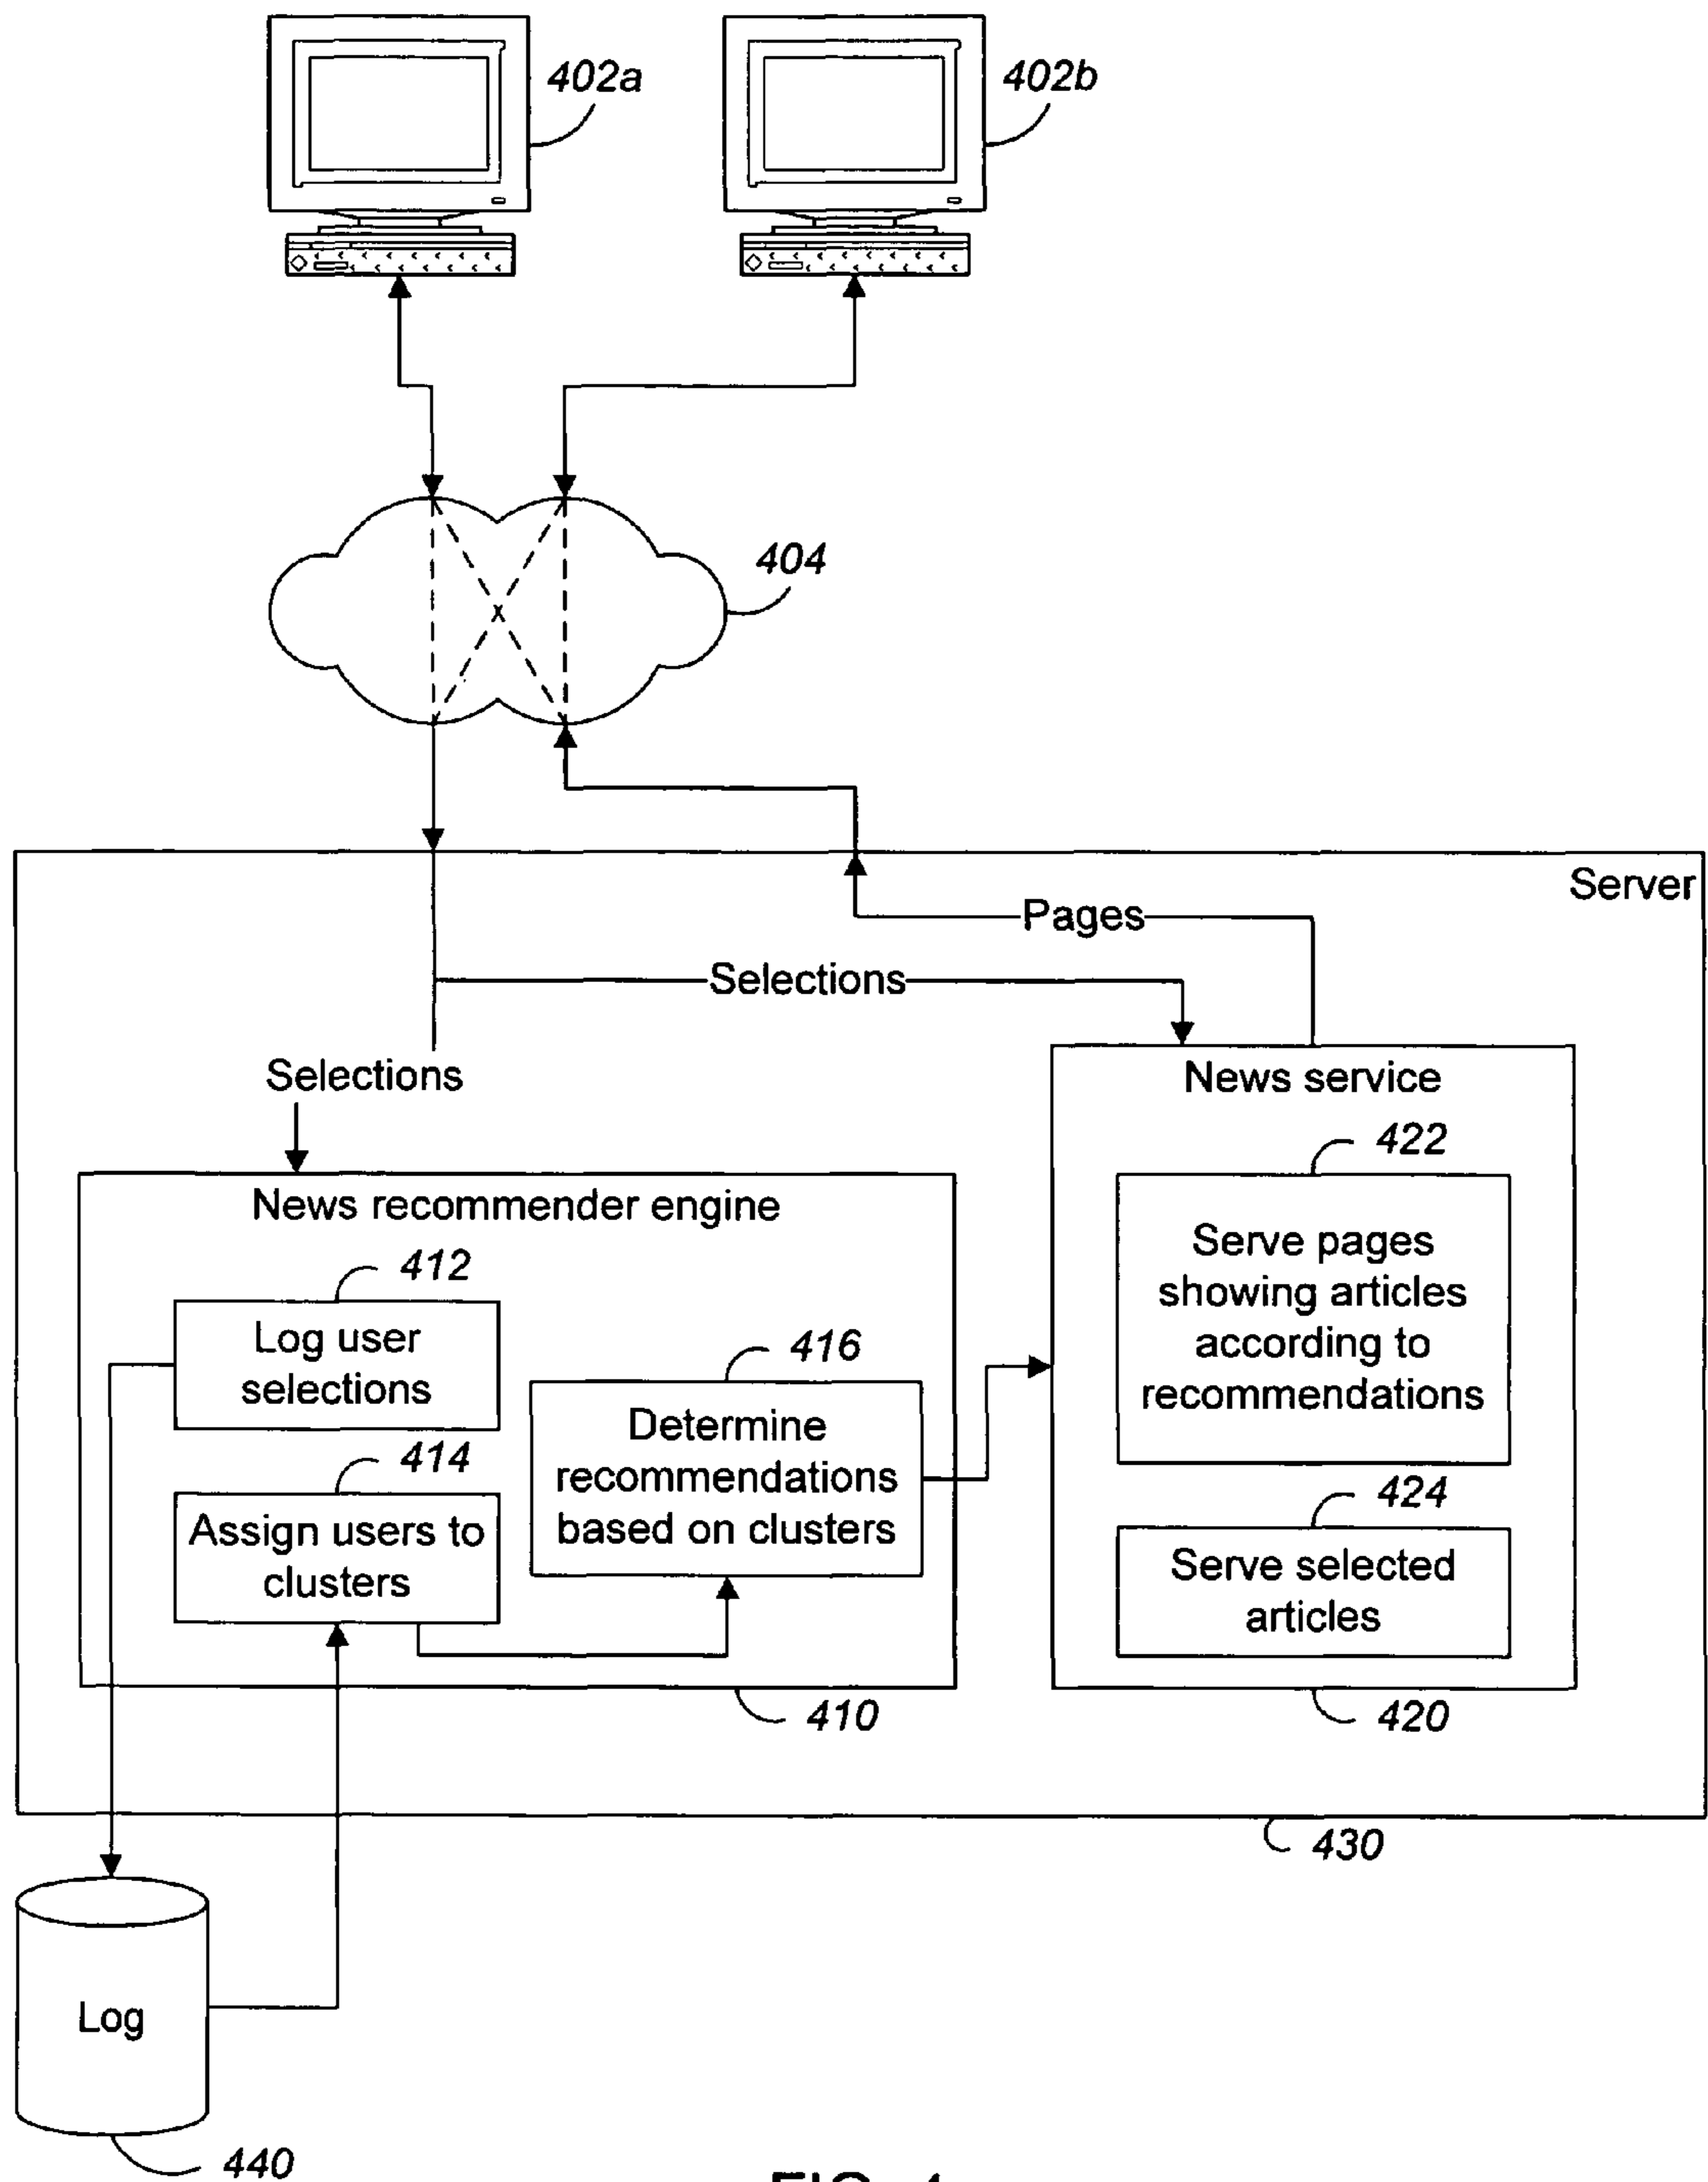 402a
402b
404
Server
Pages
Selections
Selections
News service
422
Serve pages
showing articles
according to
recommendations
424
Serve selected
articles
420
News recommender engine
412
Log user
selections
414
Assign users to
clusters
416
Determine
recommendations
based on clusters
410
430
Log
440